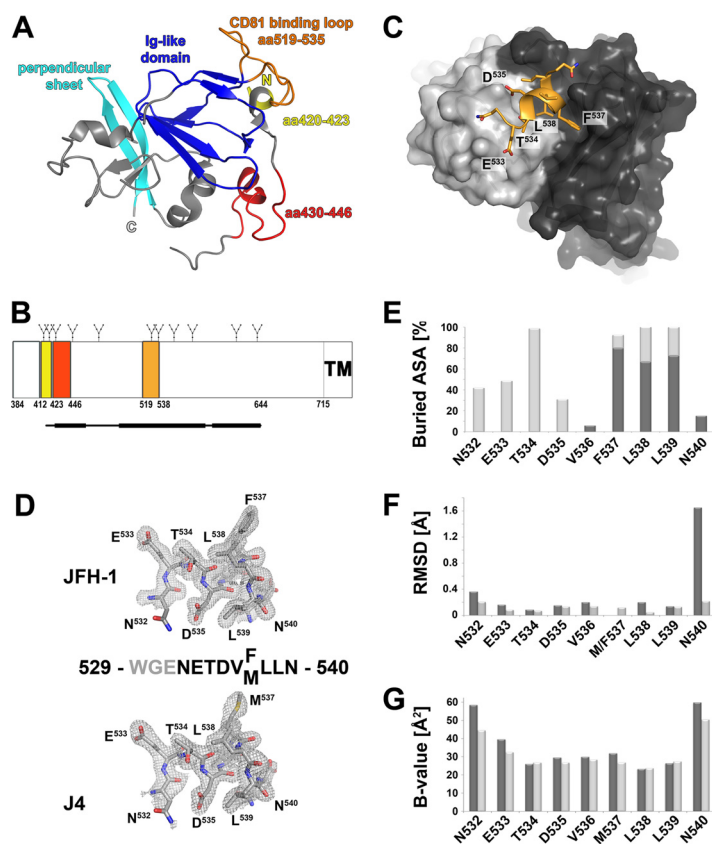 A
CD81 binding loop
aa519-535
Ig-like
domain
perpendicular
sheet
N
aa420-423
C
aa430-446
C
D535
F537
L538
T534
E533
B
TM
384 412 423 446 519 538 644 715
D
F537
E533
T534
L538
JFH-1
N532
D535
L539
N540
529 - WGENETDVF/MLLN - 540
M537
E533
T534
L538
J4
N532
D535
L539
N540
E
Buried ASA [%
100
80
60
40
20
0
N532 E533 T534 D535 V536 F537 L538 L539 N540
F
RMSD [Å]
1.6
1.2
0.8
0.4
0
N532 E533 T534 D535 V536 M/F537 L538 L539 N540
G
B-value [Å2]
60
50
40
30
20
10
0
N532 E533 T534 D535 V536 M537 L538 L539 N540